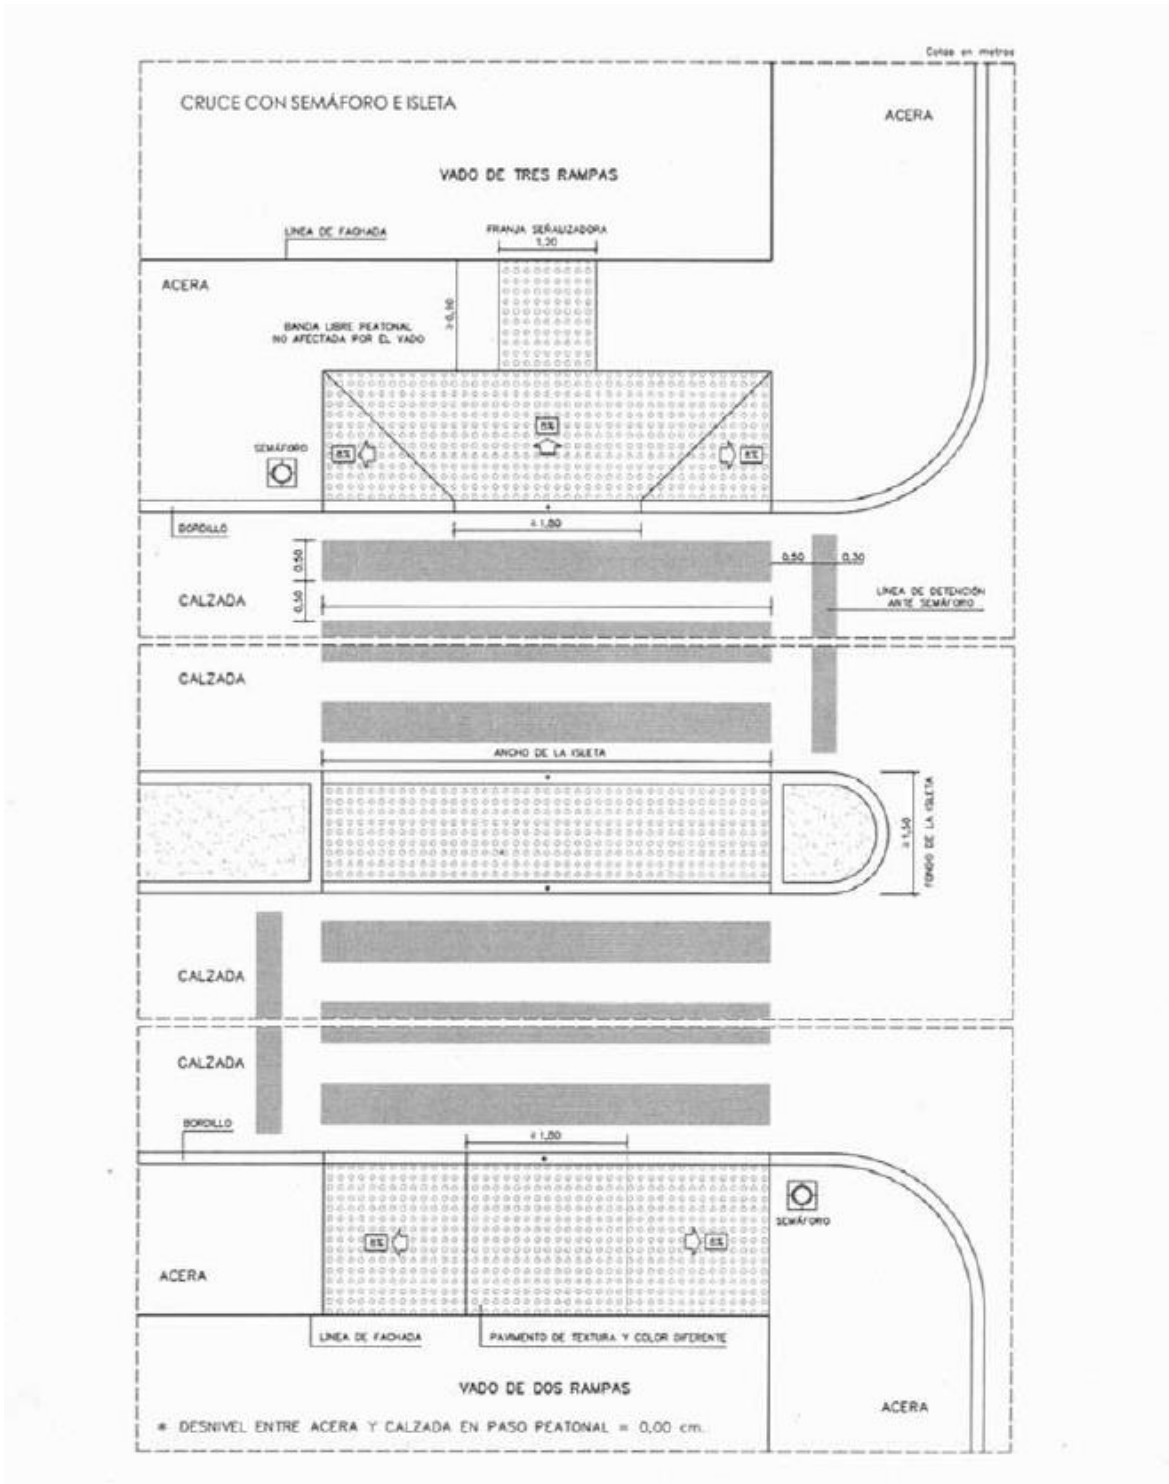 Cotas en metros
CRUCE CON SEMÁFORO E ISLETA
ACERA
VADO DE TRES RAMPAS
LINEA DE FACHADA
FRANJA SEÑALIZADORA
1,20
ACERA
≥0,90
BANDA LIBRE PEATONAL
NO AFECTADA POR EL VADO
8%
8%
8%
SEMÁFORO
BORDILLO
≥1,80
0,50
0,50
0,50
0,30
CALZADA
LÍNEA DE DETENCIÓN
ANTE SEMÁFORO
CALZADA
ANCHO DE LA ISLETA
≥1,50
FONDO DE LA ISLETA
CALZADA
CALZADA
BORDILLO
≥1,80
SEMÁFORO
8%
8%
ACERA
LINEA DE FACHADA
PAVIMENTO DE TEXTURA Y COLOR DIFERENTE
VADO DE DOS RAMPAS
ACERA
* DESNIVEL ENTRE ACERA Y CALZADA EN PASO PEATONAL = 0,00 cm.